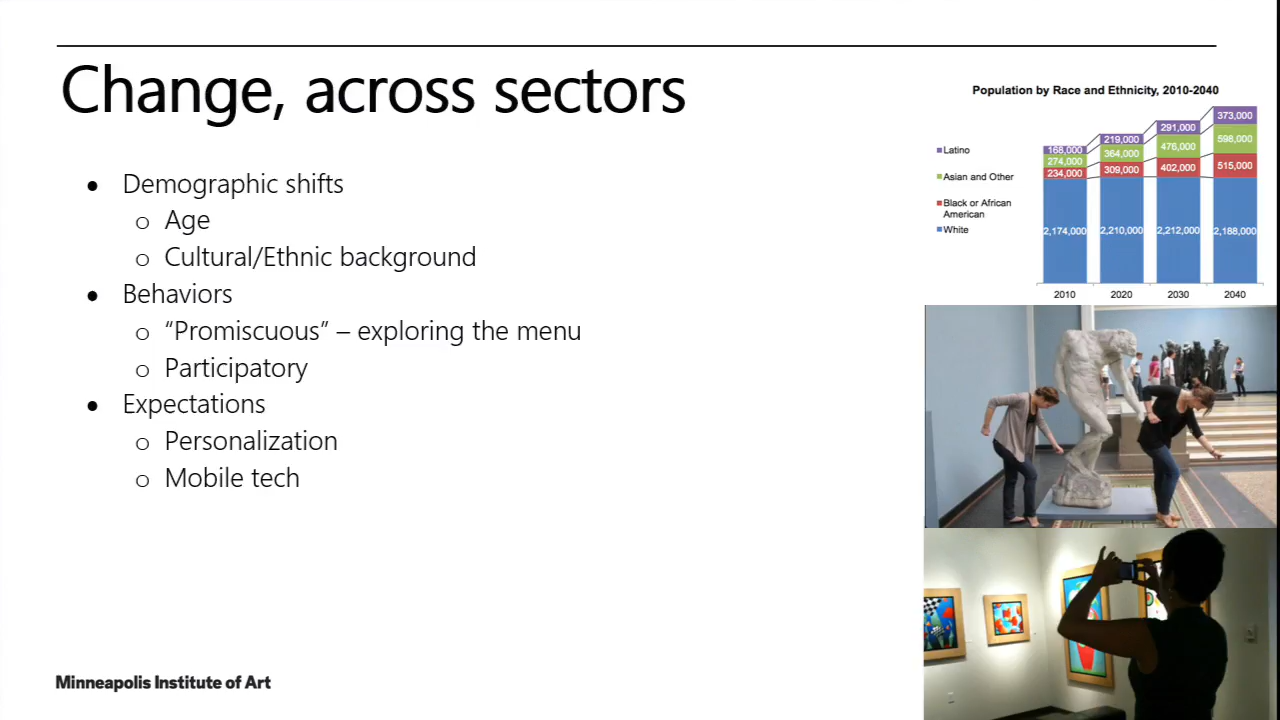 Change, across sectors
● Demographic shifts
o Age
o Cultural/Ethnic background
● Behaviors
o “Promiscuous” – exploring the menu
o Participatory
● Expectations
o Personalization
o Mobile tech
Minneapolis Institute of Art
Population by Race and Ethnicity, 2010-2040
Latino
Asian and Other
Black or African
American
White
168,000 219,000 291,000 373,000
274,000 364,000 476,000 598,000
234,000 309,000 402,000 515,000
2,174,000 2,210,000 2,212,000 2,188,000
2010 2020 2030 2040